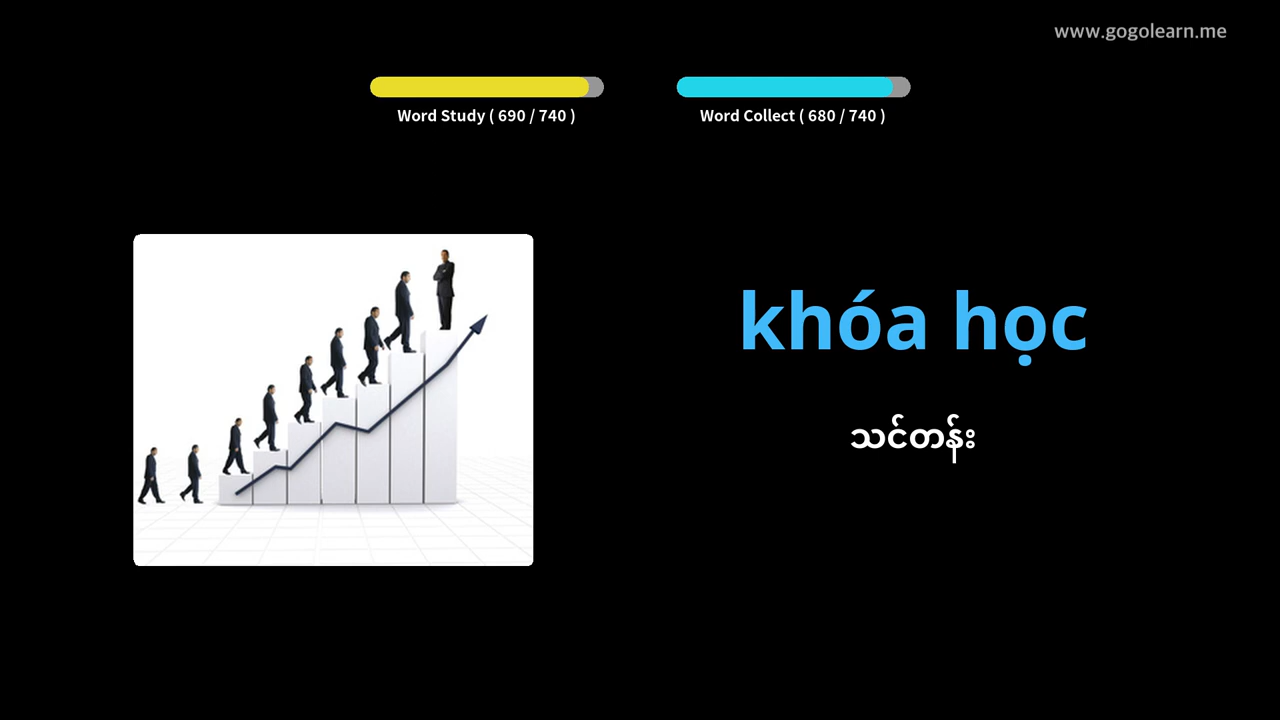 www.gogolearn.me
Word Study ( 690 / 740 )
Word Collect ( 680 / 740 )
khóa học
သင်တန်း